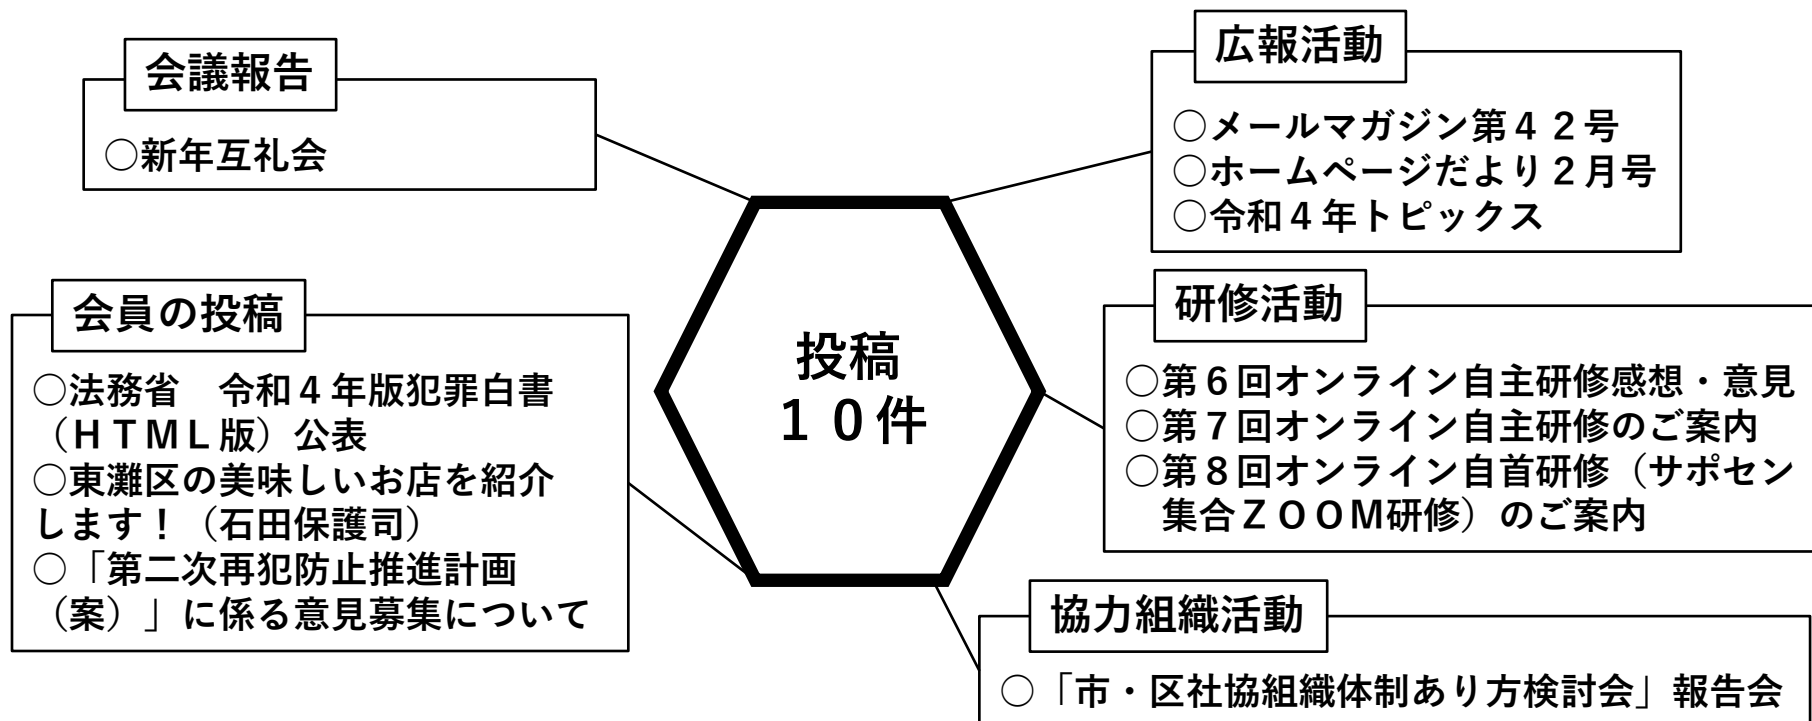 会議報告
○新年互礼会
広報活動
○メールマガジン第４２号
○ホームページだより２月号
○令和４年トピックス
会員の投稿
○法務省　令和４年版犯罪白書
（ＨＴＭＬ版）公表
○東灘区の美味しいお店を紹介
します！（石田保護司）
○「第二次再犯防止推進計画
（案）」に係る意見募集について
投稿
１０件
研修活動
○第６回オンライン自主研修感想・意見
○第７回オンライン自主研修のご案内
○第８回オンライン自首研修（サポセン
集合ＺＯＯＭ研修）のご案内
協力組織活動
○「市・区社協組織体制あり方検討会」報告会